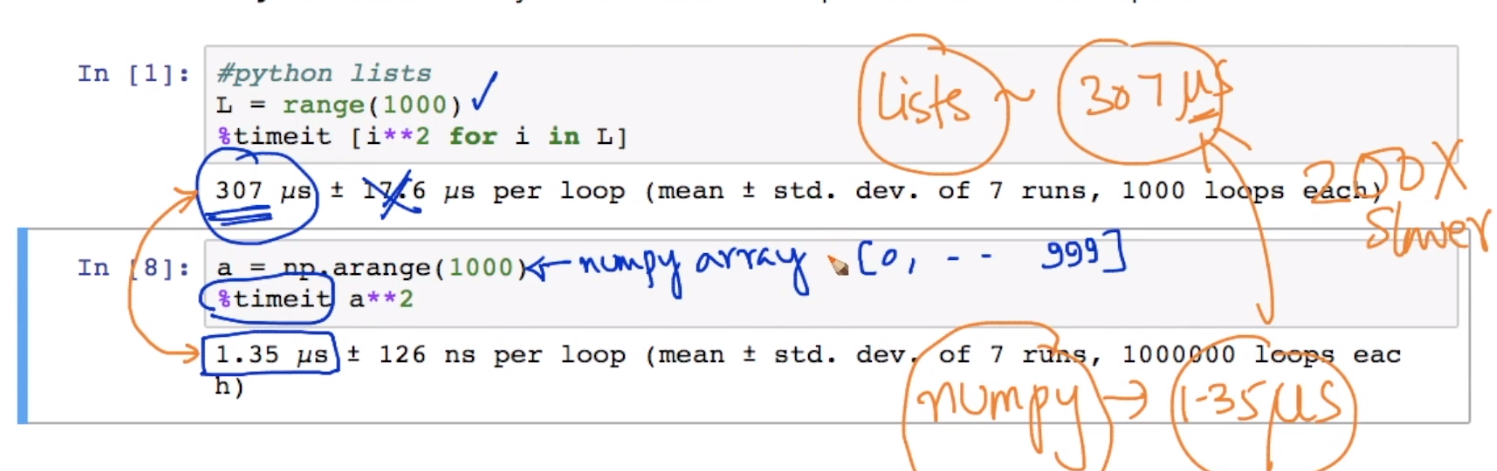 In [1]: #python lists
L = range(1000) ✓
%timeit [i**2 for i in L]
lists ~ 307 μs
307 μs ± 17.6 μs per loop (mean ± std. dev. of 7 runs, 1000 loops each)
200X
slower
In [8]: a = np.arange(1000) ← numpy array [0, - - 999]
%timeit a**2
1.35 μs ± 126 ns per loop (mean ± std. dev. of 7 runs, 1000000 loops eac
h)
numpy → 1.35 μs